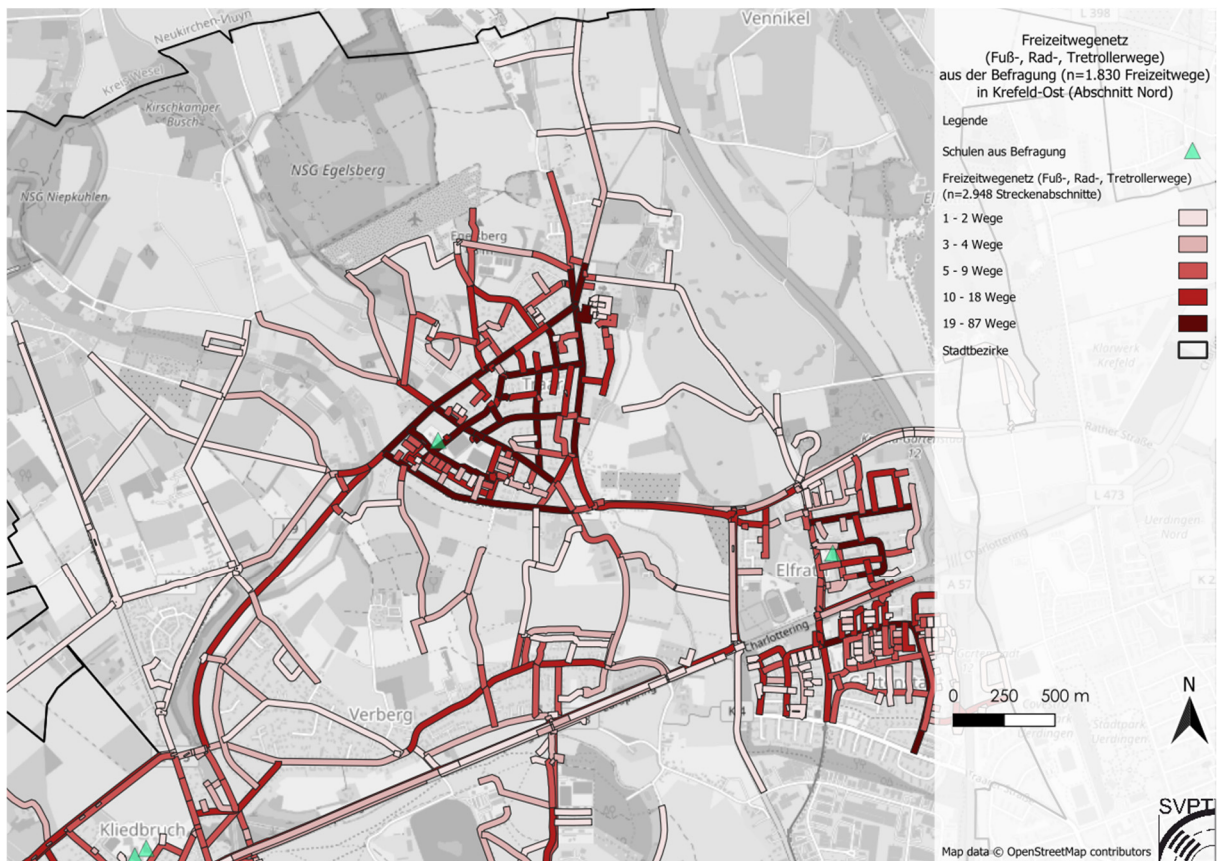 Freizeitwegenetz
(Fuß-, Rad-, Tretrollerwege)
aus der Befragung (n=1.830 Freizeitwege)
in Krefeld-Ost (Abschnitt Nord)
Legende
Schulen aus Befragung
Freizeitwegenetz (Fuß-, Rad-, Tretrollerwege)
(n=2.948 Streckenabschnitte)
1 - 2 Wege
3 - 4 Wege
5 - 9 Wege
10 - 18 Wege
19 - 87 Wege
Stadtbezirke
Neukirchen-Vluyn
Kreis Wesel
Vennikel
L 398
Kirschkamper
Busch
NSG Egelsberg
NSG Niepkuhlen
Egelsberg
Klärwerk
Krefeld
Rather Straße
12
L 473
Uerdingen-
Nord
Charlottering
Elfrath
A 57
K 2
Charlottering
Verberg
K 4
Stadtpark
Uerdingen
Kliedbruch
0 250 500 m
N
SVPT
Map data © OpenStreetMap contributors